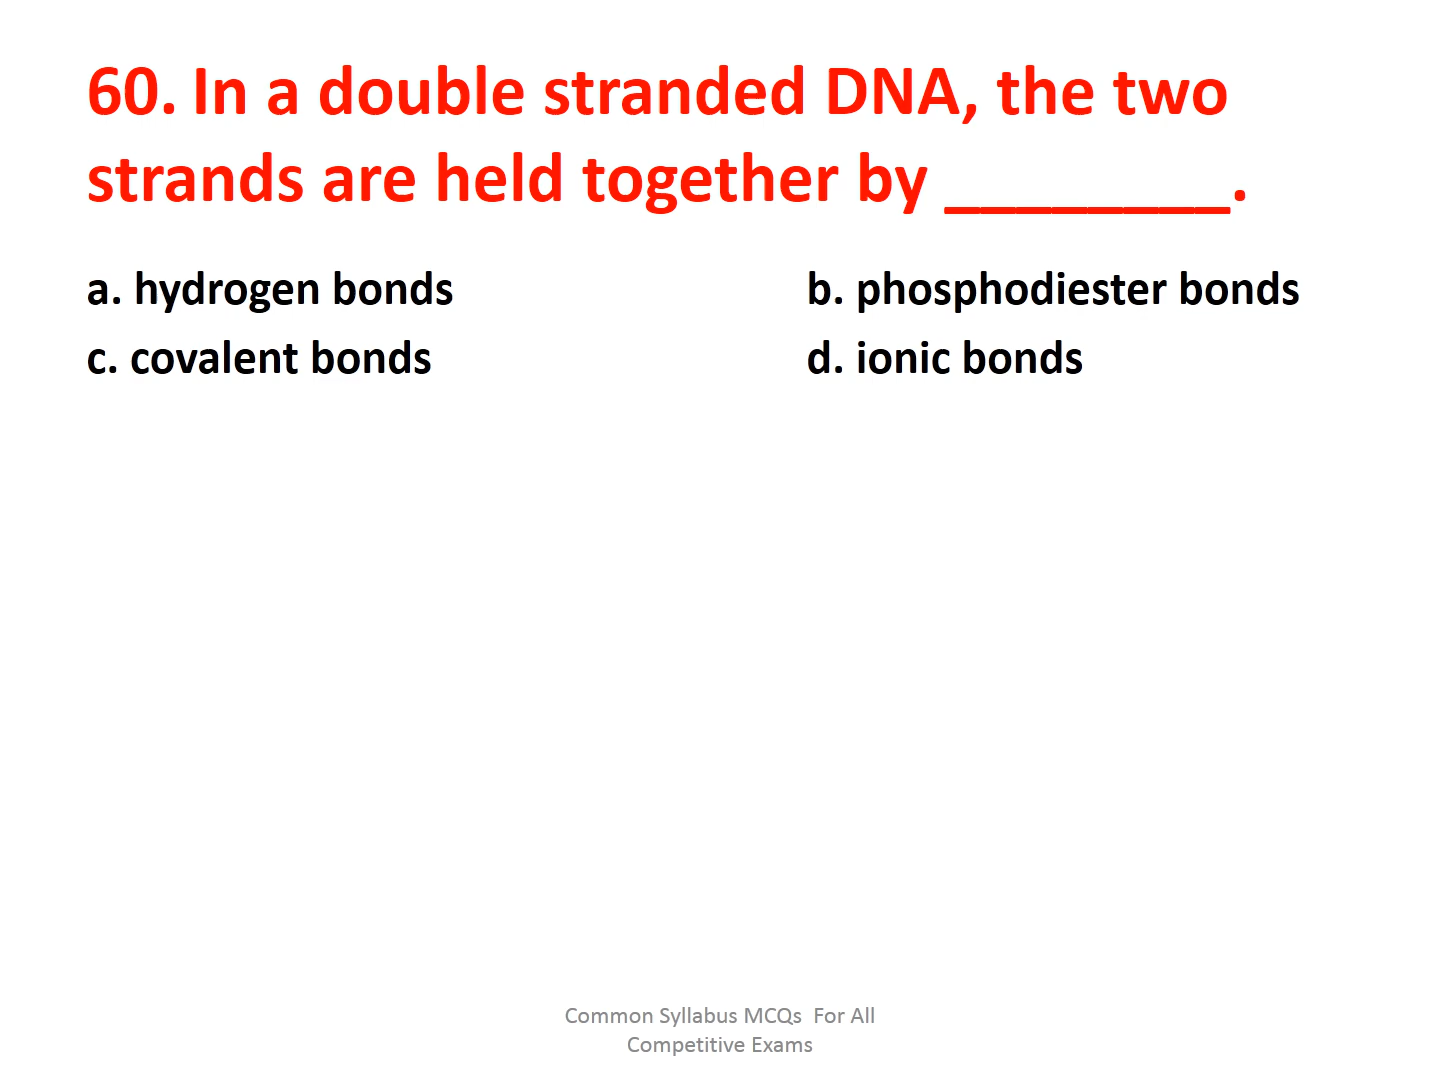 60. In a double stranded DNA, the two
strands are held together by ________.
a. hydrogen bonds
b. phosphodiester bonds
c. covalent bonds
d. ionic bonds
Common Syllabus MCQs  For All
Competitive Exams